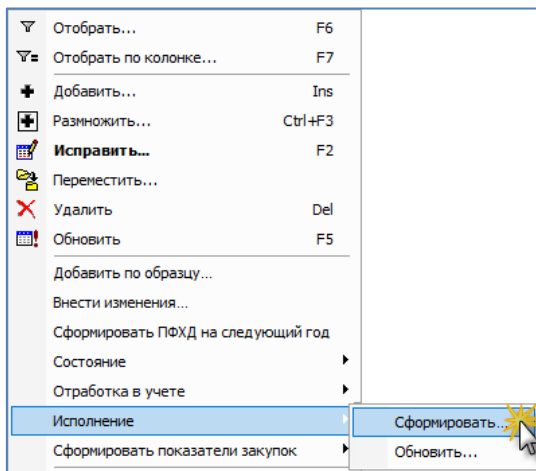 Отобрать... F6
Отобрать по колонке... F7
Добавить... Ins
Размножить... Ctrl+F3
Исправить... F2
Переместить...
Удалить Del
Обновить F5
Добавить по образцу...
Внести изменения...
Сформировать ПФХД на следующий год
Состояние
Отработка в учете
Исполнение
Сформировать...
Сформировать показатели закупок
Обновить...